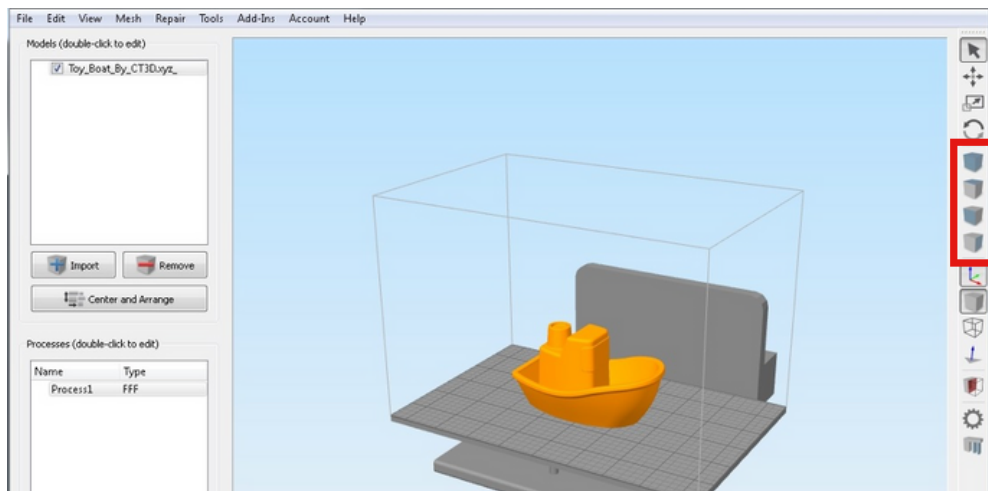 File Edit View Mesh Repair Tools Add-Ins Account Help
Models (double-click to edit)
Toy_Boat_By_CT3D.xyz_
Import Remove
Center and Arrange
Processes (double-click to edit)
Name Type
Process1 FFF